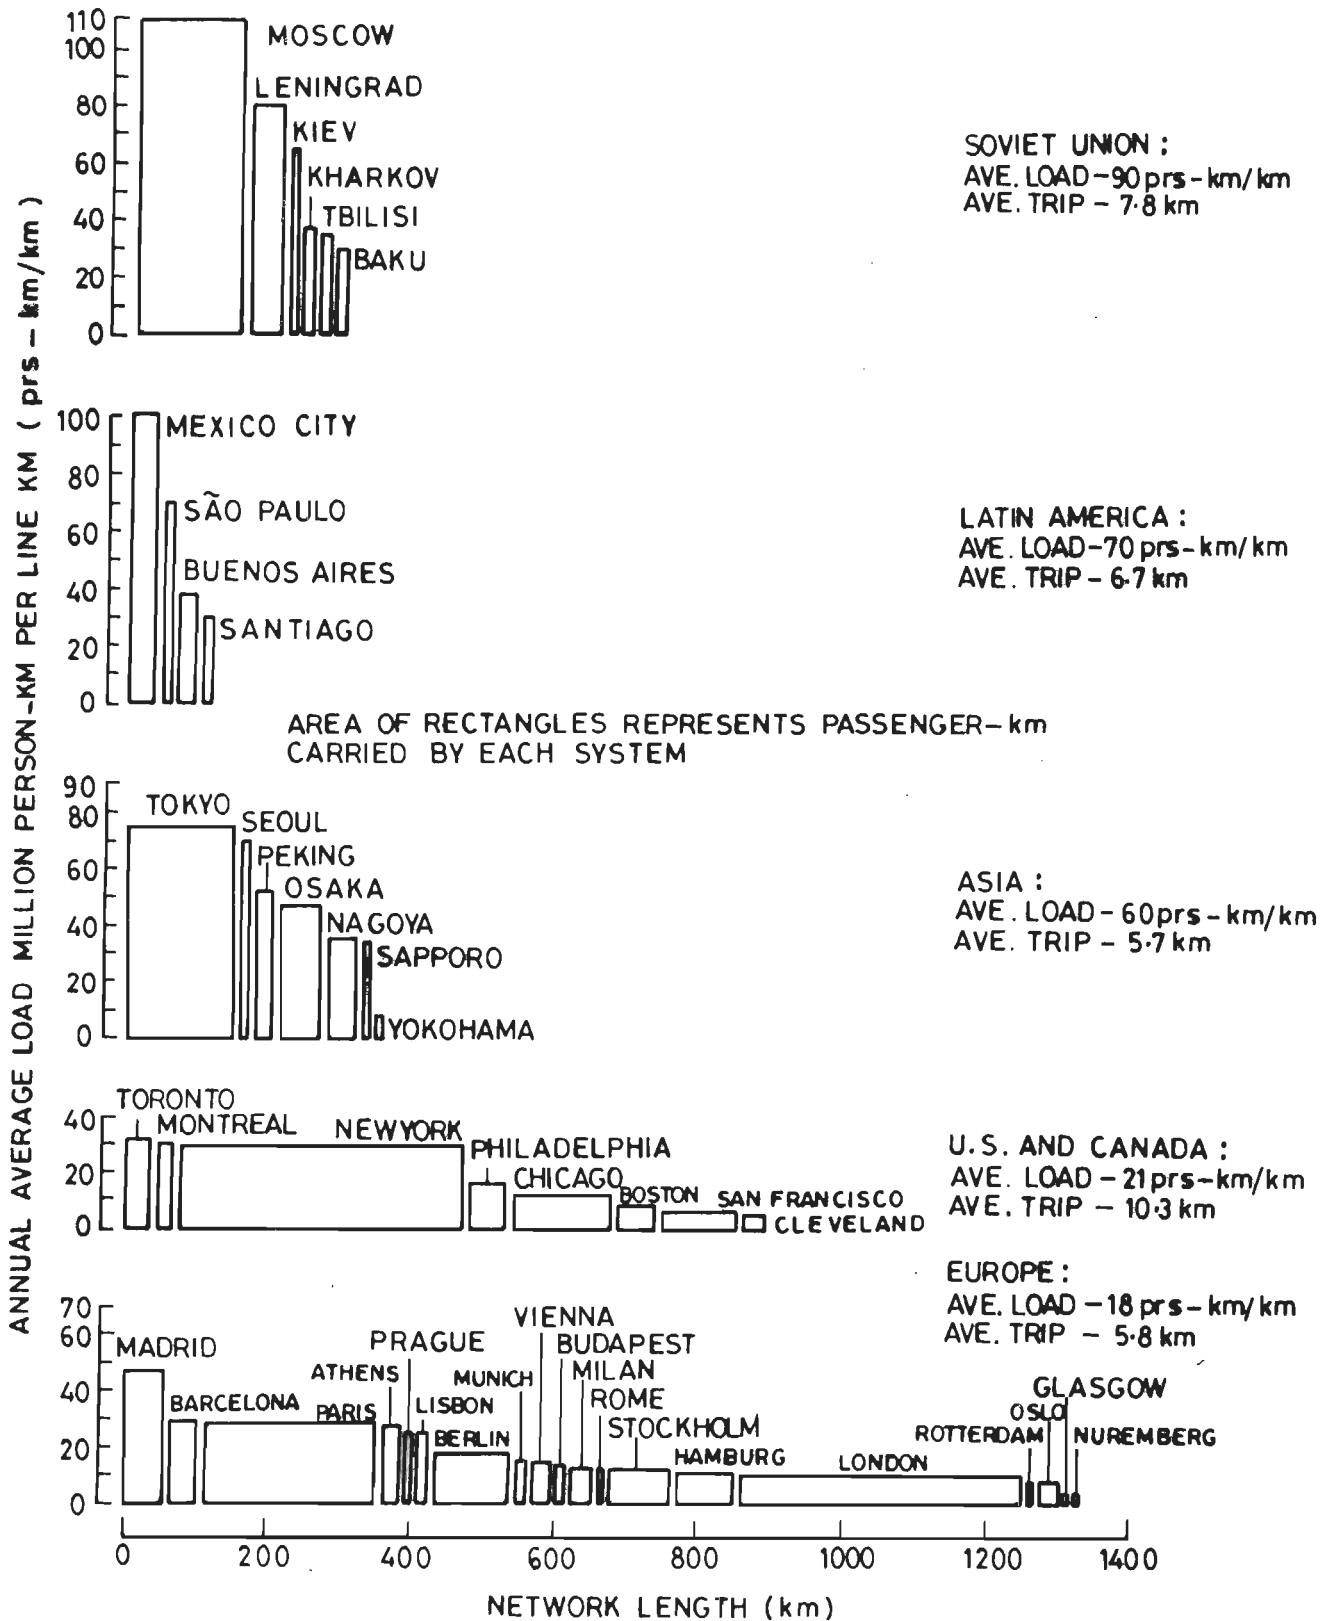 ANNUAL AVERAGE LOAD MILLION PERSON-KM PER LINE KM ( prs - km/km )
110
100
80
60
40
20
0
MOSCOW
LENINGRAD
KIEV
KHARKOV
TBILISI
BAKU
SOVIET UNION :
AVE. LOAD-90 prs-km/km
AVE. TRIP - 7·8 km
100
80
60
40
20
0
MEXICO CITY
SÃO PAULO
BUENOS AIRES
SANTIAGO
LATIN AMERICA :
AVE. LOAD-70 prs-km/km
AVE. TRIP - 6·7 km
AREA OF RECTANGLES REPRESENTS PASSENGER-km
CARRIED BY EACH SYSTEM
90
80
60
40
20
0
TOKYO
SEOUL
PEKING
OSAKA
NAGOYA
SAPPORO
YOKOHAMA
ASIA :
AVE. LOAD - 60prs-km/km
AVE. TRIP - 5·7 km
40
20
0
TORONTO
MONTREAL
NEWYORK
PHILADELPHIA
CHICAGO
BOSTON
SAN FRANCISCO
CLEVELAND
U.S. AND CANADA :
AVE. LOAD - 21prs-km/km
AVE. TRIP - 10·3 km
70
60
40
20
0
MADRID
BARCELONA
PARIS
ATHENS
PRAGUE
LISBON
BERLIN
MUNICH
VIENNA
BUDAPEST
MILAN
ROME
STOCKHOLM
HAMBURG
LONDON
ROTTERDAM
OSLO
GLASGOW
NUREMBERG
EUROPE :
AVE. LOAD -18 prs-km/km
AVE. TRIP - 5·8 km
0 200 400 600 800 1000 1200 1400
NETWORK LENGTH (km)